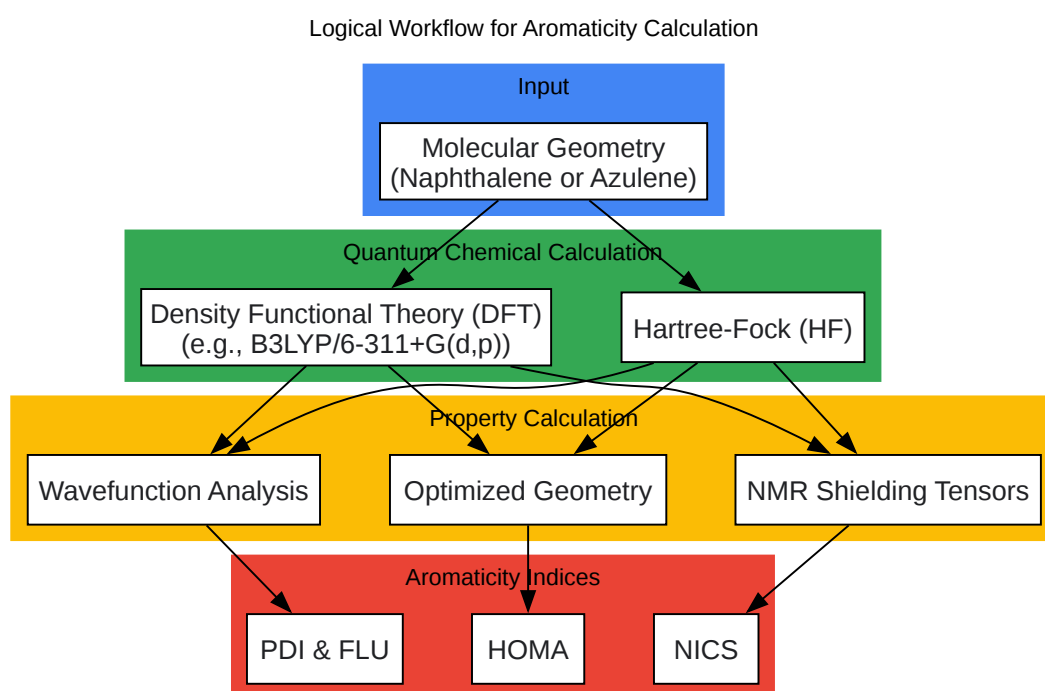 Logical Workflow for Aromaticity Calculation
Input
Molecular Geometry
(Naphthalene or Azulene)
Quantum Chemical Calculation
Density Functional Theory (DFT)
(e.g., B3LYP/6-311+G(d,p))
Hartree-Fock (HF)
Property Calculation
Wavefunction Analysis
Optimized Geometry
NMR Shielding Tensors
Aromaticity Indices
PDI & FLU
HOMA
NICS